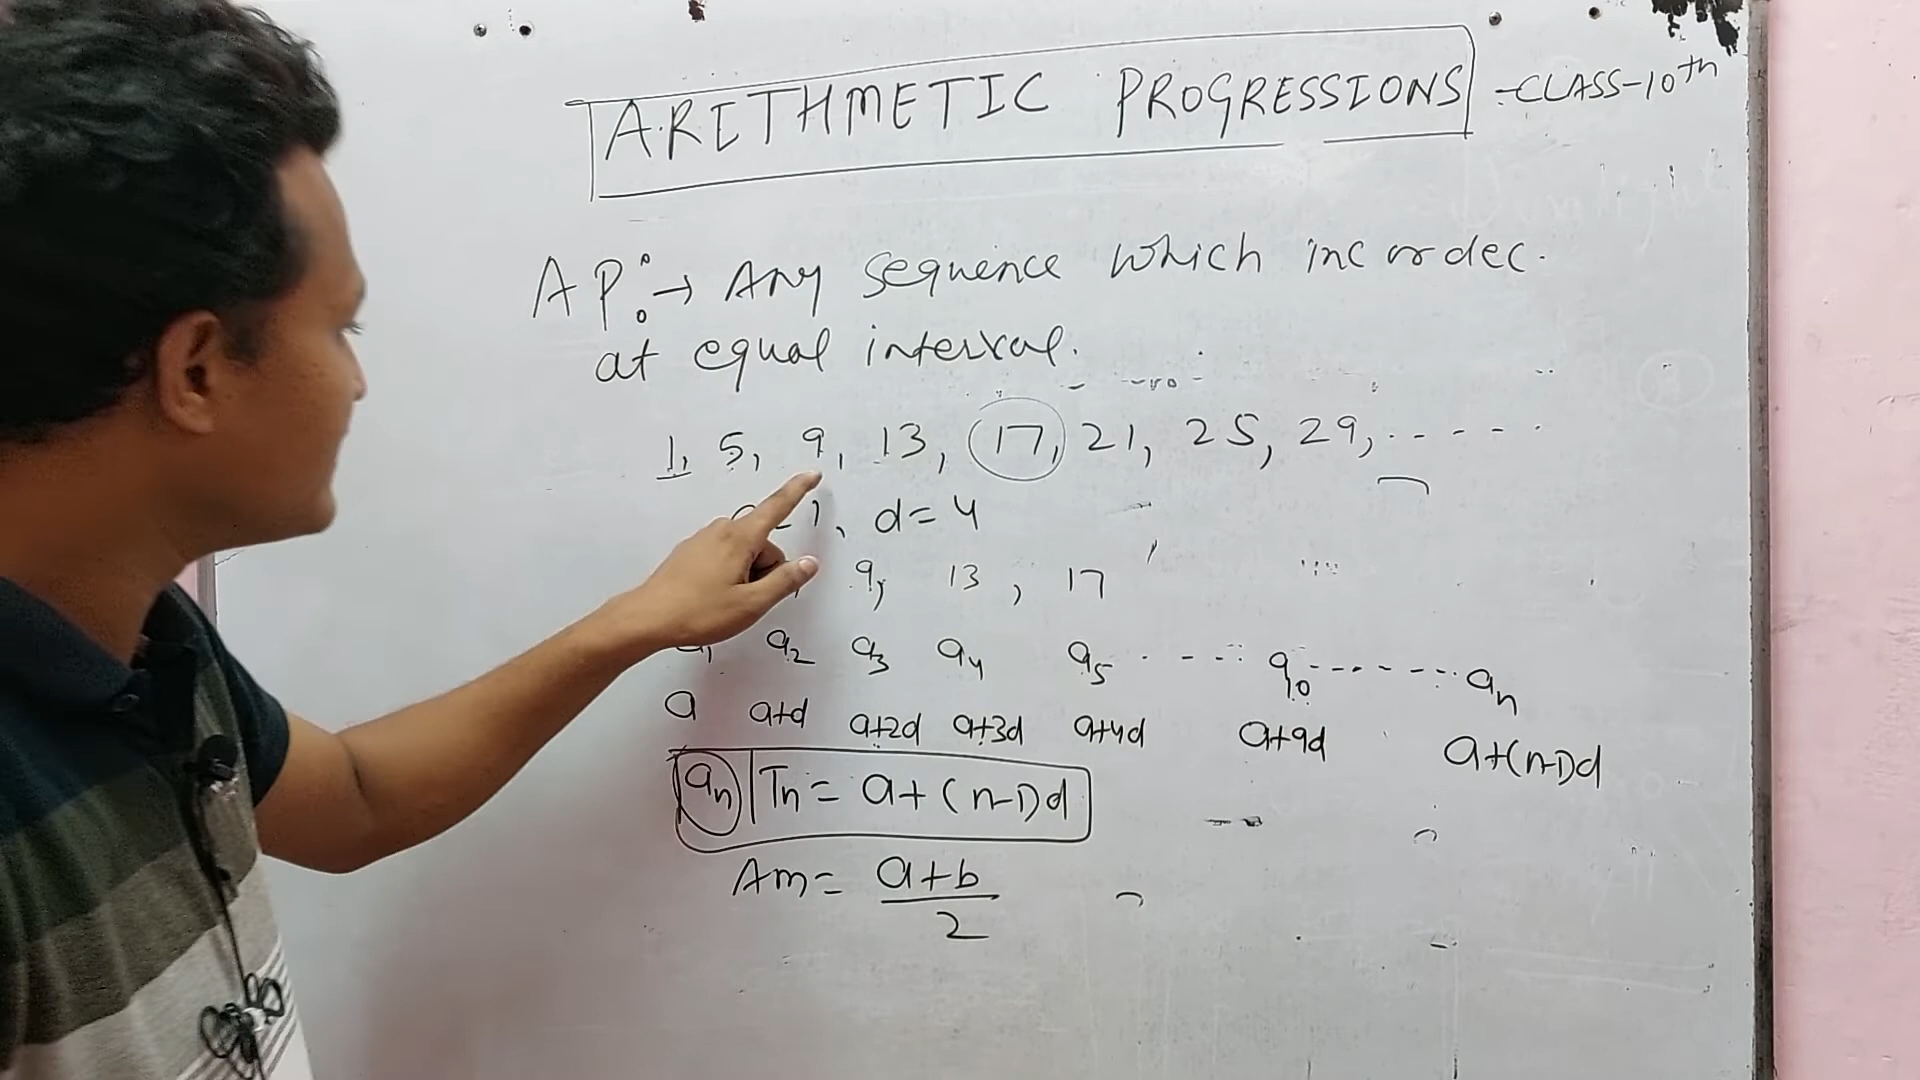 ARITHMETIC PROGRESSIONS -CLASS-10th
AP:→ Any sequence which inc or dec.
at equal interval.
1, 5, 9, 13, 17, 21, 25, 29, .....
1, d=4
9, 13, 17
a2 a3 a4 a5 ..... a10 ....... an
a a+d a+2d a+3d a+4d a+9d a+(n-1)d
an | Tn = a+(n-1)d
Am = a+b
2